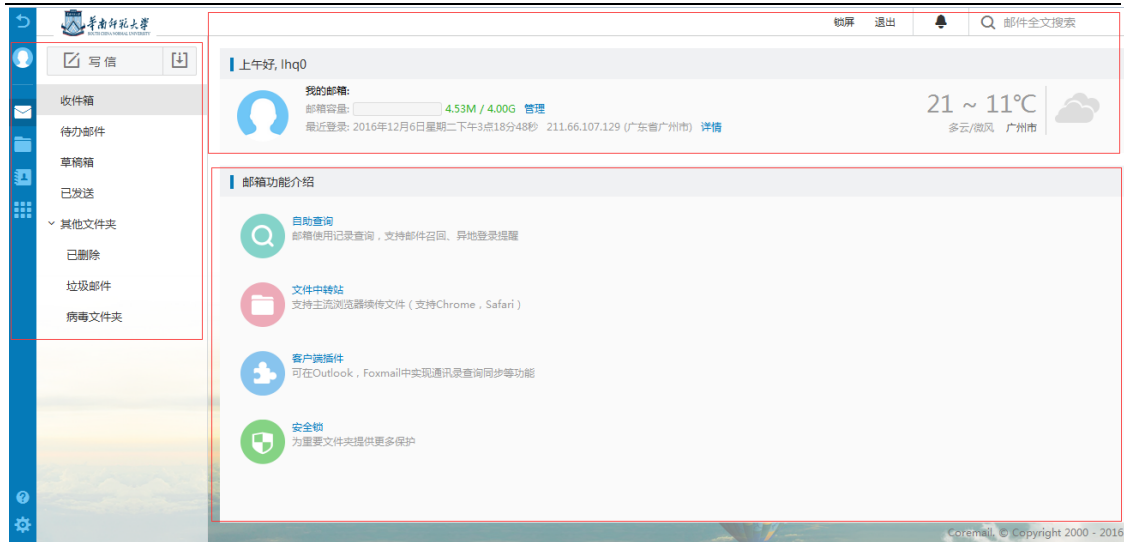 华南师范大学
SOUTH CHINA NORMAL UNIVERSITY
锁屏 退出 邮件全文搜索
写信
收件箱
待办邮件
草稿箱
已发送
其他文件夹
已删除
垃圾邮件
病毒文件夹
上午好, lhq0
我的邮箱:
邮箱容量: 4.53M / 4.00G 管理
最近登录: 2016年12月6日星期二下午3点18分48秒 211.66.107.129 (广东省广州市) 详情
21 ~ 11℃
多云/微风 广州市
邮箱功能介绍
自助查询
邮箱使用记录查询，支持邮件召回、异地登录提醒
文件中转站
支持主流浏览器续传文件 ( 支持Chrome，Safari )
客户端插件
可在Outlook，Foxmail中实现通讯录查询同步等功能
安全锁
为重要文件夹提供更多保护
Coremail. © Copyright 2000 - 2016